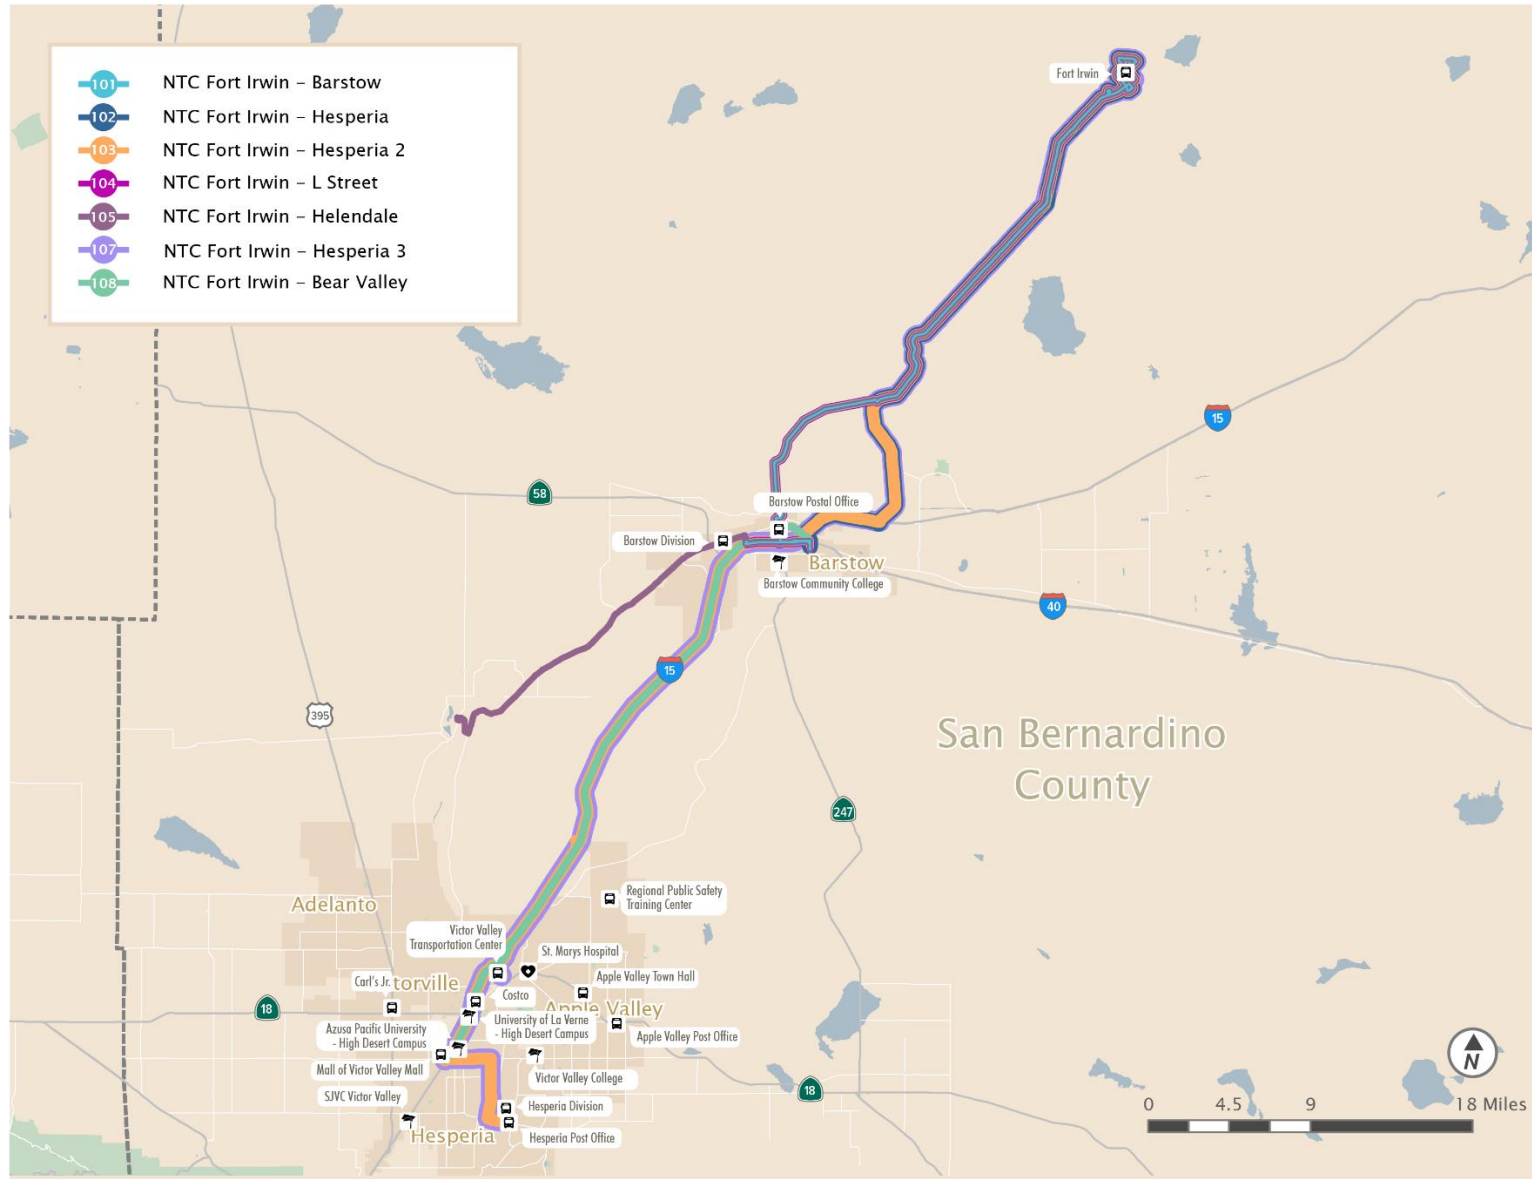 101 NTC Fort Irwin – Barstow
102 NTC Fort Irwin – Hesperia
103 NTC Fort Irwin – Hesperia 2
104 NTC Fort Irwin – L Street
105 NTC Fort Irwin – Helendale
107 NTC Fort Irwin – Hesperia 3
108 NTC Fort Irwin – Bear Valley
Fort Irwin
15
58
Barstow Postal Office
Barstow Division
Barstow
Barstow Community College
40
15
395
San Bernardino
County
247
Adelanto
Regional Public Safety
Training Center
Victor Valley
Transportation Center
St. Marys Hospital
Carl's Jr.
torville
Apple Valley Town Hall
Costco
Apple Valley
18
University of La Verne
- High Desert Campus
Azusa Pacific University
- High Desert Campus
Apple Valley Post Office
Mall of Victor Valley Mall
Victor Valley College
SJVC Victor Valley
18
Hesperia Division
Hesperia
Hesperia Post Office
N
0 4.5 9 18 Miles